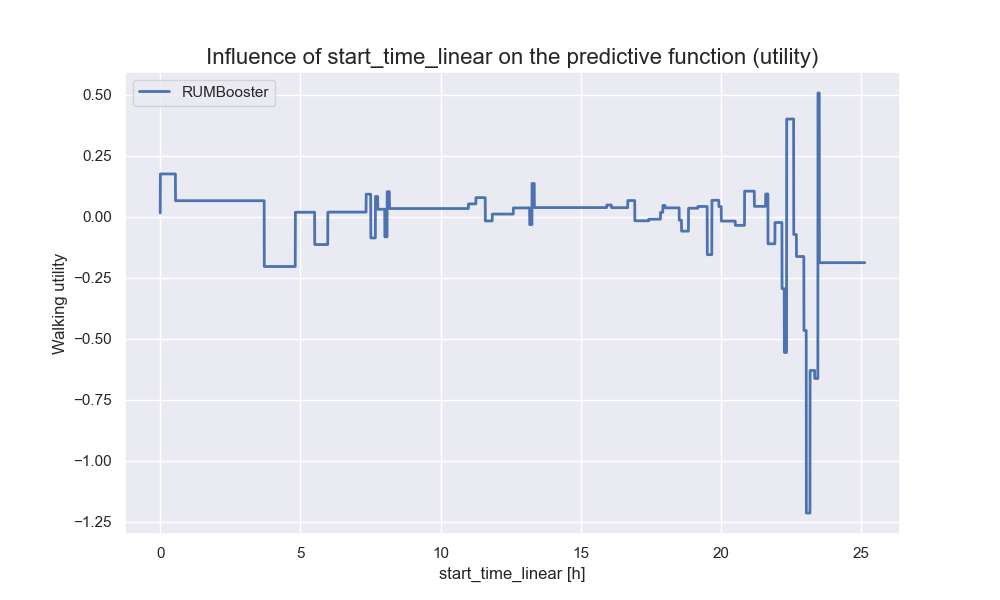 Influence of start_time_linear on the predictive function (utility)
RUMBooster
0.50
0.25
0.00
−0.25
−0.50
−0.75
−1.00
−1.25
Walking utility
0 5 10 15 20 25
start_time_linear [h]